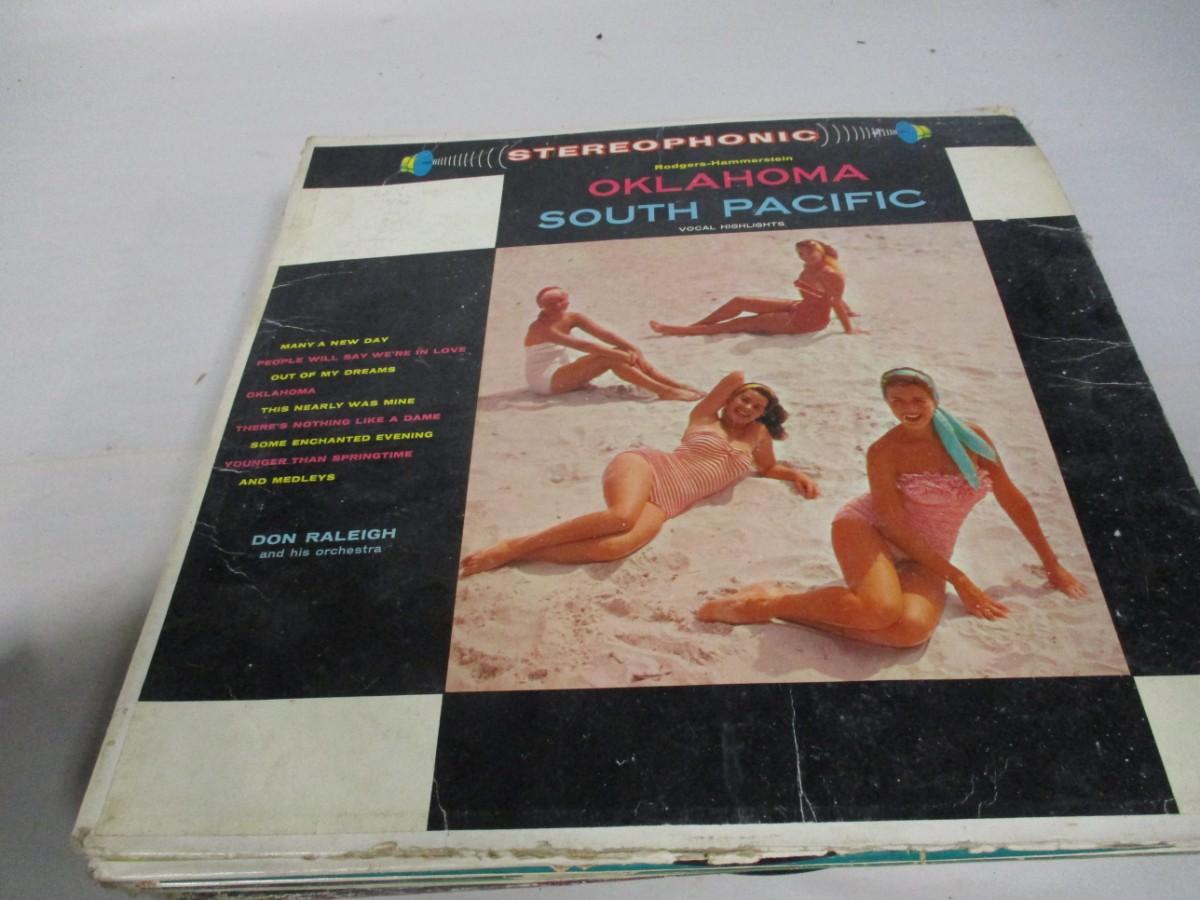 STEREOPHONIC
Rodgers-Hammerstein
OKLAHOMA
SOUTH PACIFIC
VOCAL HIGHLIGHTS
MANY A NEW DAY
PEOPLE WILL SAY WE'RE IN LOVE
OUT OF MY DREAMS
OKLAHOMA
THIS NEARLY WAS MINE
THERE'S NOTHING LIKE A DAME
SOME ENCHANTED EVENING
YOUNGER THAN SPRINGTIME
AND MEDLEYS
DON RALEIGH
and his orchestra